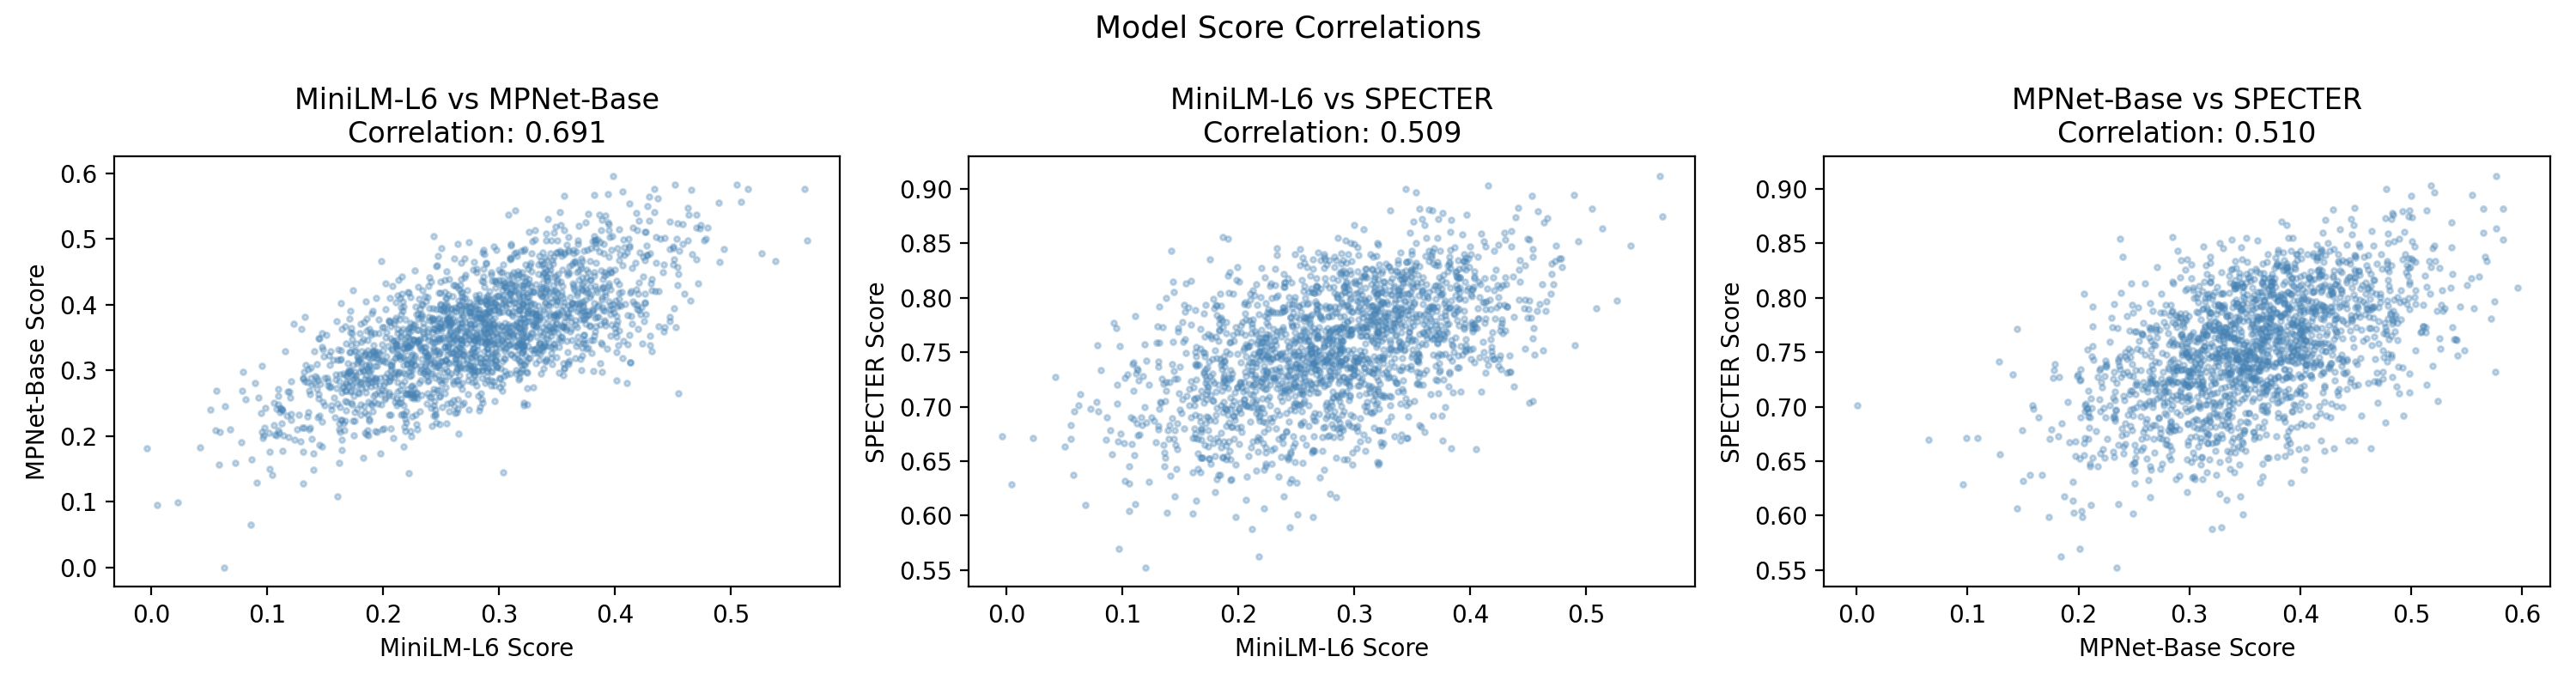 Model Score Correlations
MiniLM-L6 vs MPNet-Base
Correlation: 0.691
0.6
0.5
0.4
0.3
0.2
0.1
0.0
MPNet-Base Score
0.0 0.1 0.2 0.3 0.4 0.5
MiniLM-L6 Score
MiniLM-L6 vs SPECTER
Correlation: 0.509
0.90
0.85
0.80
0.75
0.70
0.65
0.60
0.55
SPECTER Score
0.0 0.1 0.2 0.3 0.4 0.5
MiniLM-L6 Score
MPNet-Base vs SPECTER
Correlation: 0.510
0.90
0.85
0.80
0.75
0.70
0.65
0.60
0.55
SPECTER Score
0.0 0.1 0.2 0.3 0.4 0.5 0.6
MPNet-Base Score